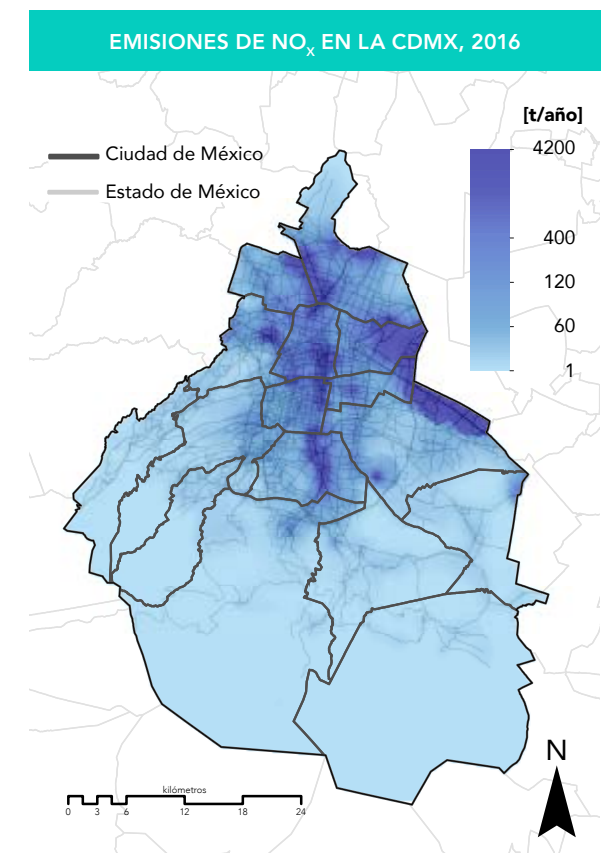 EMISIONES DE NOx EN LA CDMX, 2016
[t/año]
Ciudad de México
Estado de México
4200
400
120
60
1
N
kilómetros
0 3 6 12 18 24